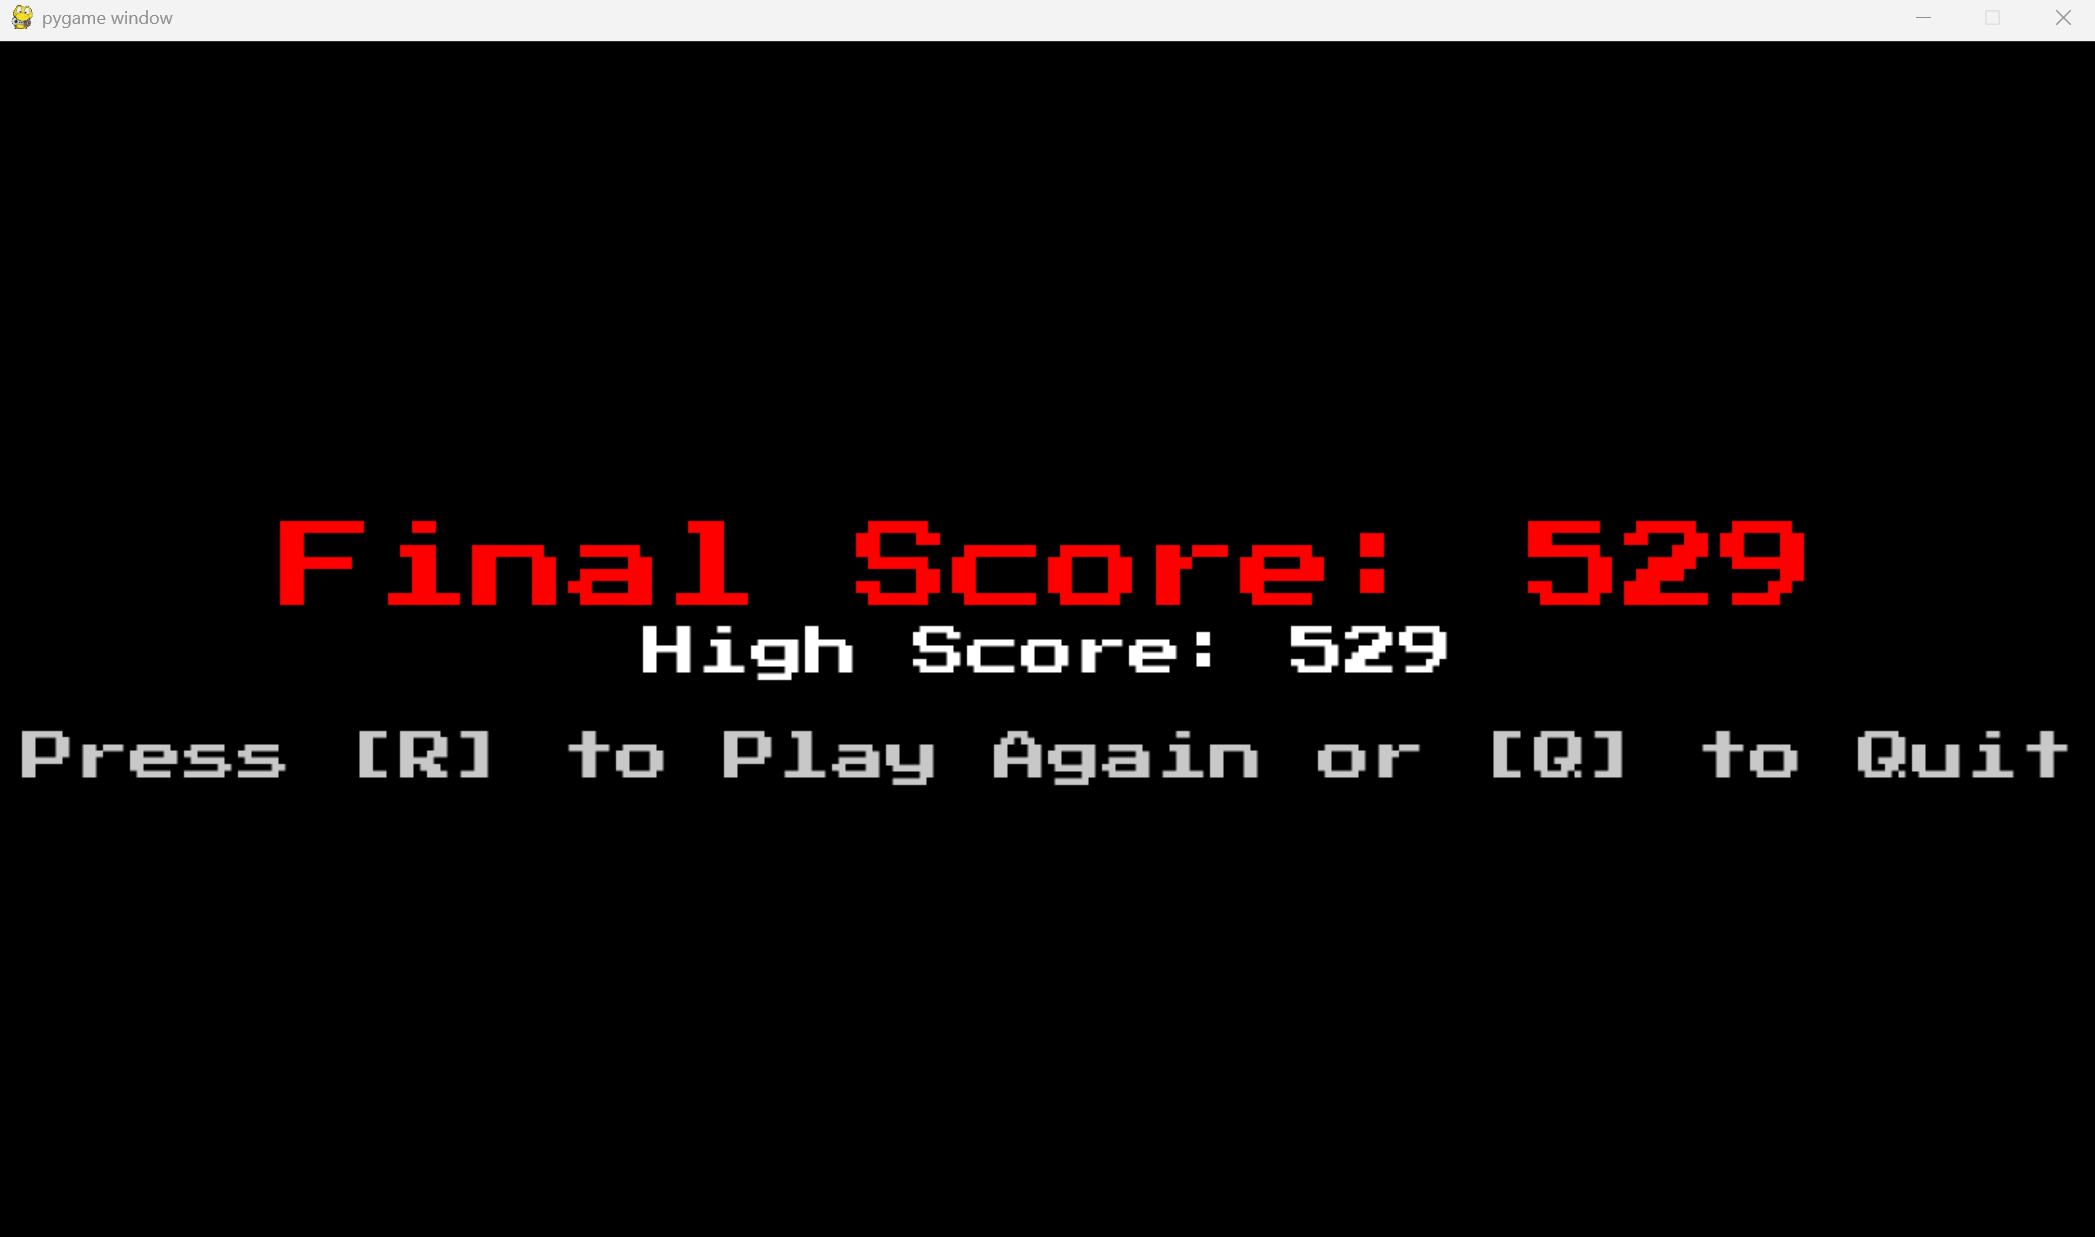 pygame window
Final Score: 529
High Score: 529
Press [R] to Play Again or [Q] to Quit